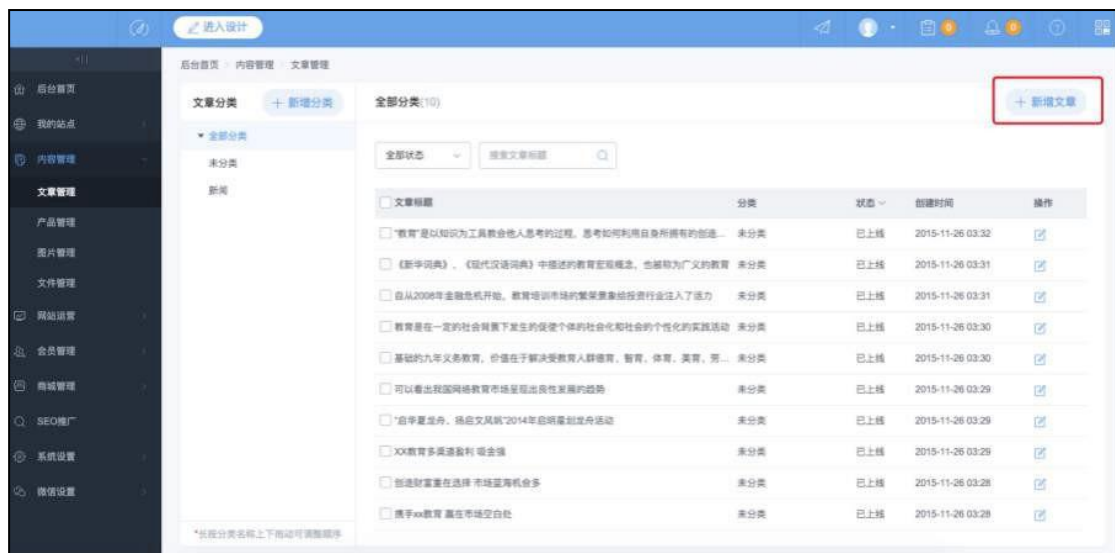 进入设计
后台首页 内容管理 文章管理
后台首页
我的站点
内容管理
文章管理
产品管理
图片管理
文件管理
网站运营
会员管理
商城管理
SEO推广
系统设置
微信设置
文章分类 + 新增分类
全部分类
未分类
新闻
*长按分类名称上下拖动可调整顺序
全部分类(10) + 新增文章
全部状态 搜索文章标题
文章标题 分类 状态 创建时间 操作
“教育”是以知识为工具教会他人思考的过程，思考如何利用自身所拥有的创造... 未分类 已上线 2015-11-26 03:32
《新华词典》、《现代汉语词典》中描述的教育宏观概念，也被称为广义的教育 未分类 已上线 2015-11-26 03:31
自从2008年金融危机开始，教育培训市场的繁荣景象给投资行业注入了活力 未分类 已上线 2015-11-26 03:31
教育是在一定的社会背景下发生的促使个体的社会化和社会的个性化的实践活动 未分类 已上线 2015-11-26 03:30
基础的九年义务教育，价值在于解决受教育人群德育、智育、体育、美育、劳... 未分类 已上线 2015-11-26 03:30
可以看出我国网络教育市场呈现出良性发展的趋势 未分类 已上线 2015-11-26 03:29
“启华夏龙舟，扬启文风帆”2014年启明星划龙舟活动 未分类 已上线 2015-11-26 03:29
XX教育多渠道盈利 吸金强 未分类 已上线 2015-11-26 03:29
创造财富重在选择 市场蓝海机会多 未分类 已上线 2015-11-26 03:28
携手xx教育 赢在市场空白处 未分类 已上线 2015-11-26 03:28